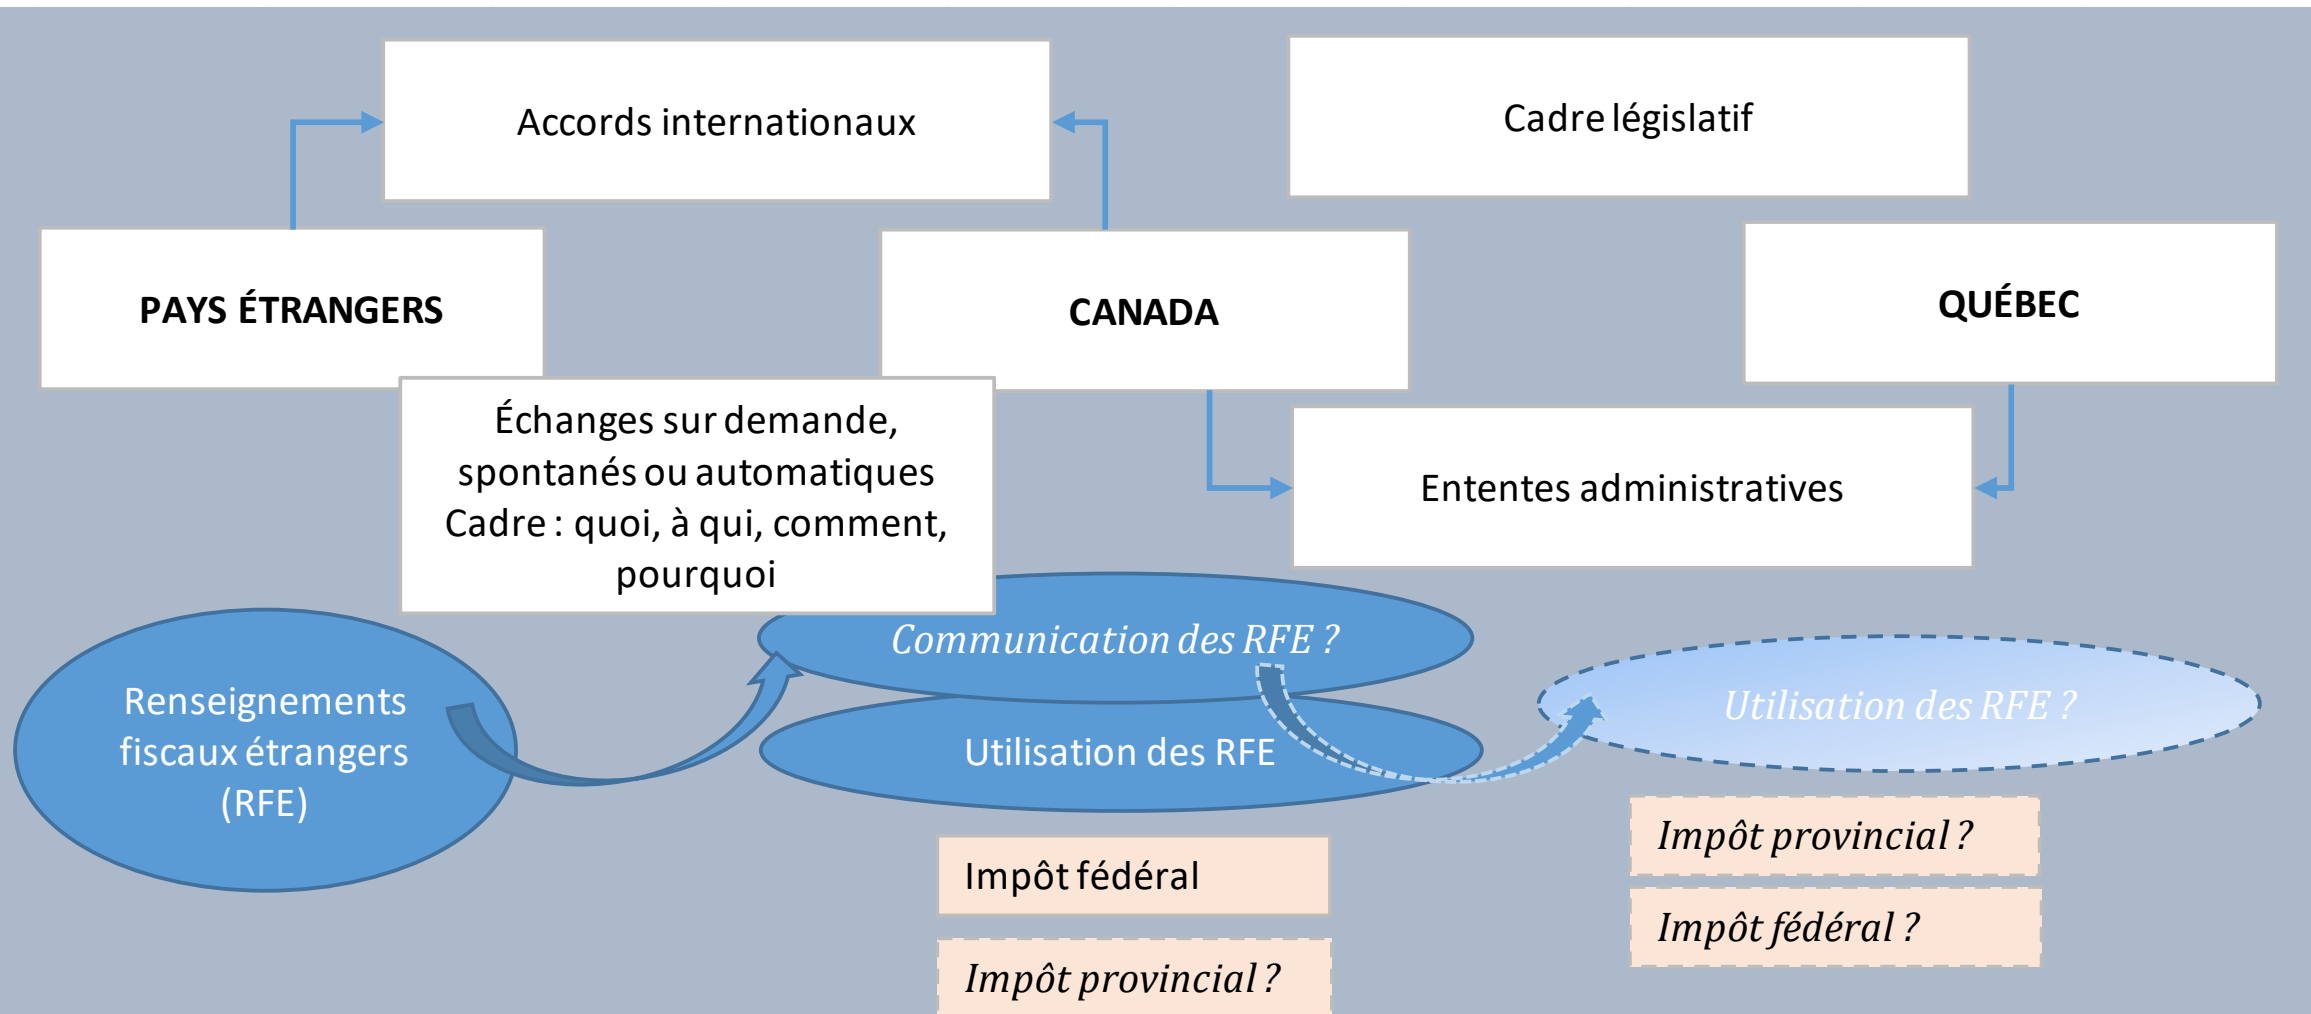 Accords internationaux
Cadre législatif
PAYS ÉTRANGERS
CANADA
QUÉBEC
Échanges sur demande,
spontanés ou automatiques
Cadre : quoi, à qui, comment,
pourquoi
Ententes administratives
Renseignements
fiscaux étrangers
(RFE)
Communication des RFE ?
Utilisation des RFE
Utilisation des RFE ?
Impôt fédéral
Impôt provincial ?
Impôt provincial ?
Impôt fédéral ?